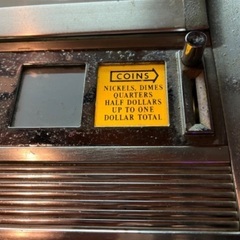 COINS
NICKELS, DIMES
QUARTERS
HALF DOLLARS
UP TO ONE
DOLLAR TOTAL